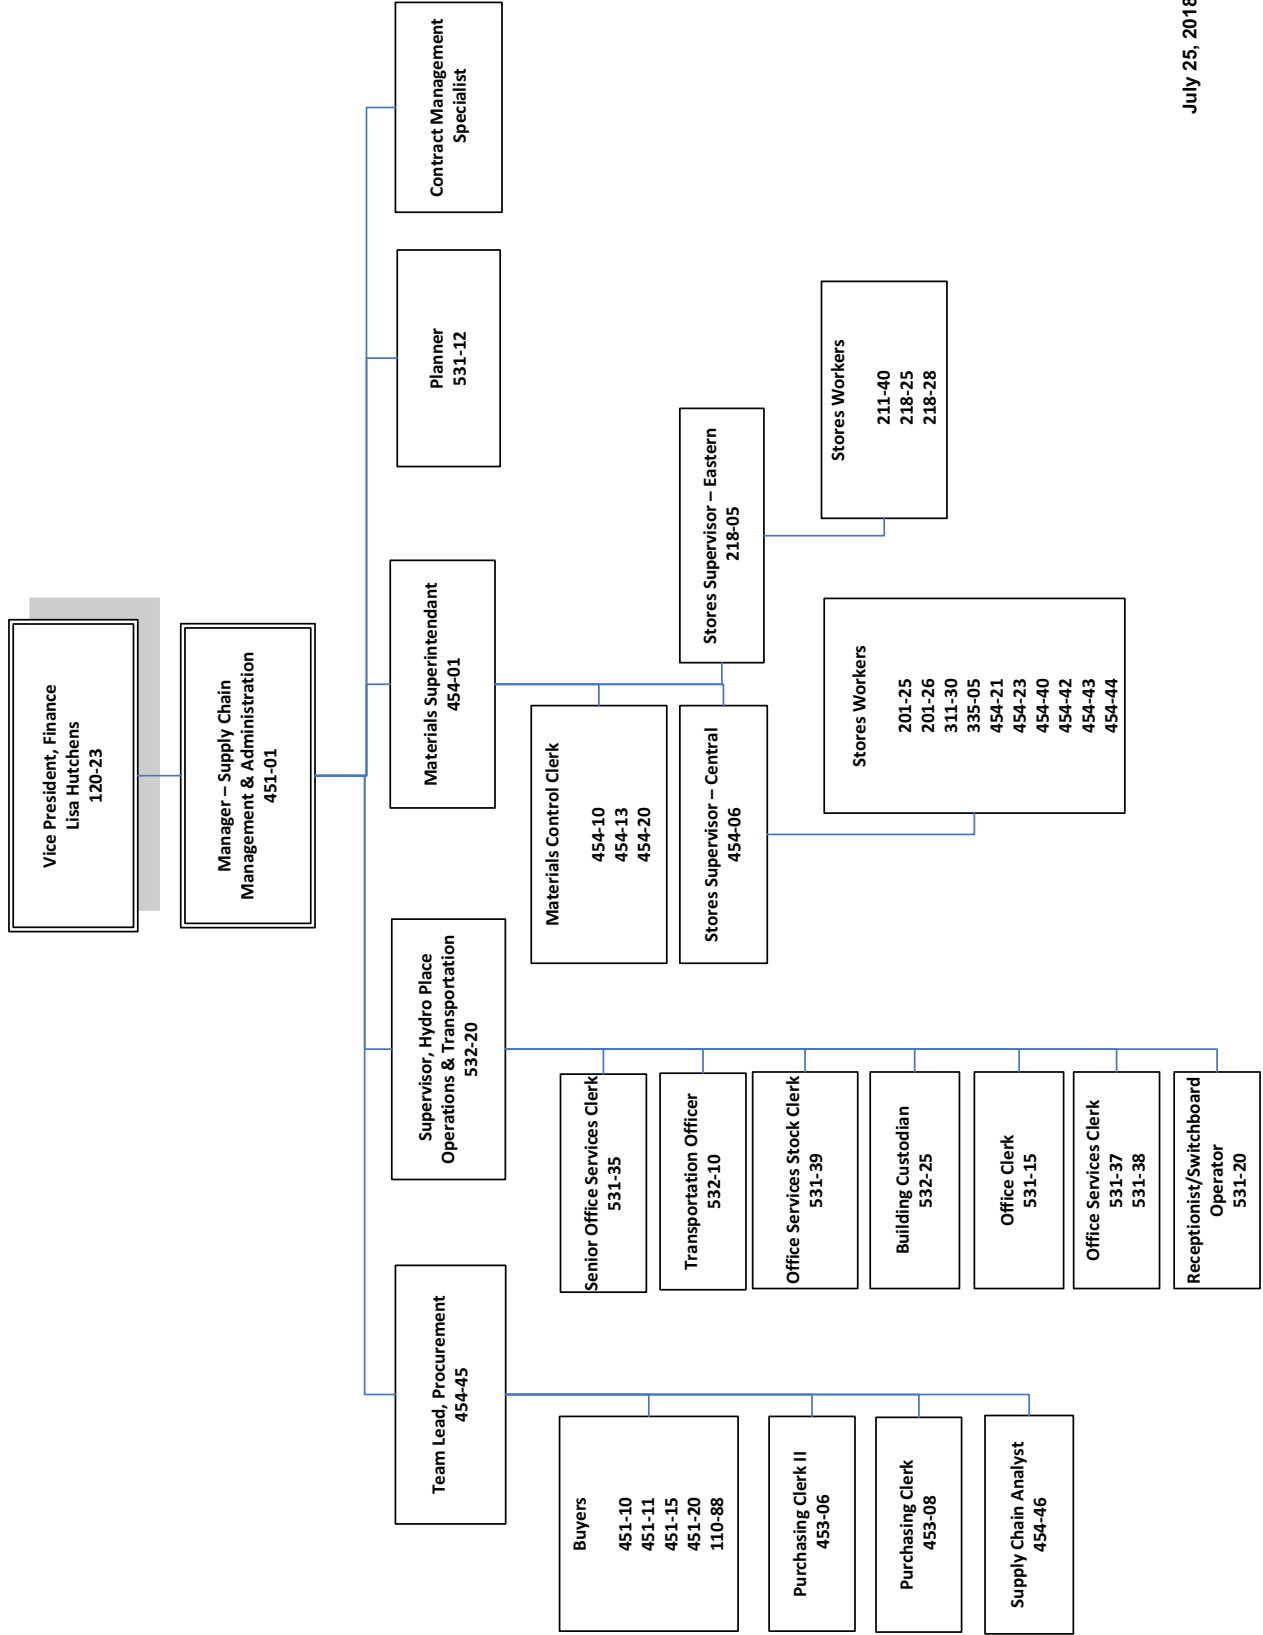 Vice President, Finance
Lisa Hutchens
120-23
Manager – Supply Chain
Management & Administration
451-01
Team Lead, Procurement
454-45
Supervisor, Hydro Place
Operations & Transportation
532-20
Materials Superintendant
454-01
Planner
531-12
Contract Management
Specialist
Buyers
451-10
451-11
451-15
451-20
110-88
Purchasing Clerk II
453-06
Purchasing Clerk
453-08
Supply Chain Analyst
454-46
Senior Office Services Clerk
531-35
Transportation Officer
532-10
Office Services Stock Clerk
531-39
Building Custodian
532-25
Office Clerk
531-15
Office Services Clerk
531-37
531-38
Receptionist/Switchboard
Operator
531-20
Materials Control Clerk
454-10
454-13
454-20
Stores Supervisor – Central
454-06
Stores Supervisor – Eastern
218-05
Stores Workers
201-25
201-26
311-30
335-05
454-21
454-23
454-40
454-42
454-43
454-44
Stores Workers
211-40
218-25
218-28
July 25, 2018